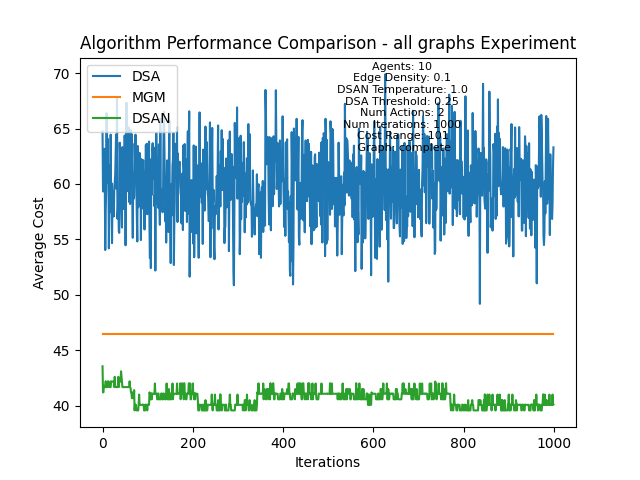 Algorithm Performance Comparison - all graphs Experiment
DSA
MGM
DSAN
Agents: 10
Edge Density: 0.1
DSAN Temperature: 1.0
DSA Threshold: 0.25
Num Actions: 2
Num Iterations: 1000
Cost Range: 101
Graph: complete
Average Cost
70
65
60
55
50
45
40
0
200
400
600
800
1000
Iterations